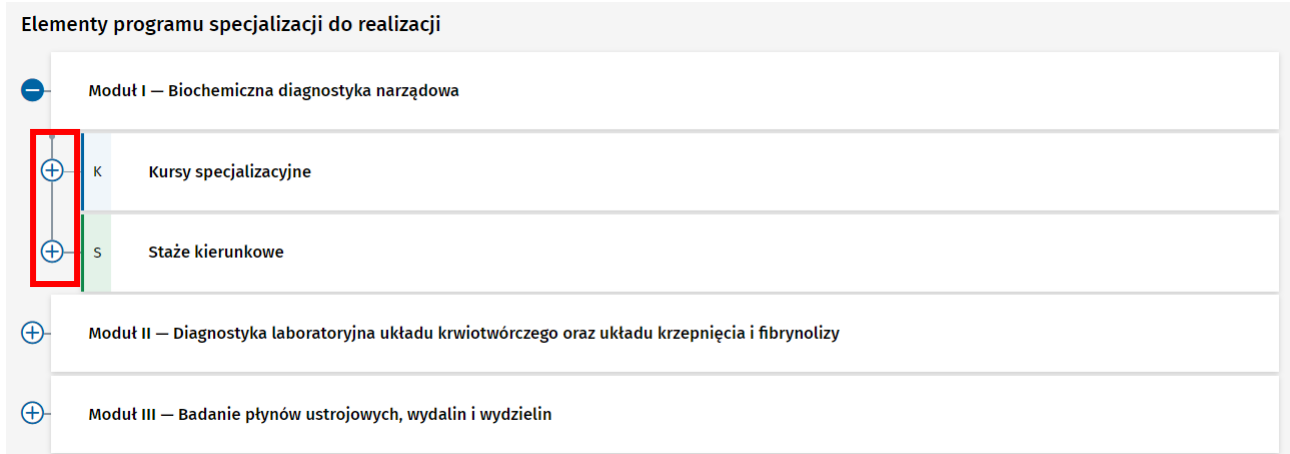 Elementy programu specjalizacji do realizacji
Moduł I — Biochemiczna diagnostyka narządowa
K Kursy specjalizacyjne
S Staże kierunkowe
Moduł II — Diagnostyka laboratoryjna układu krwiotwórczego oraz układu krzepnięcia i fibrynolizy
Moduł III — Badanie płynów ustrojowych, wydalin i wydzielin